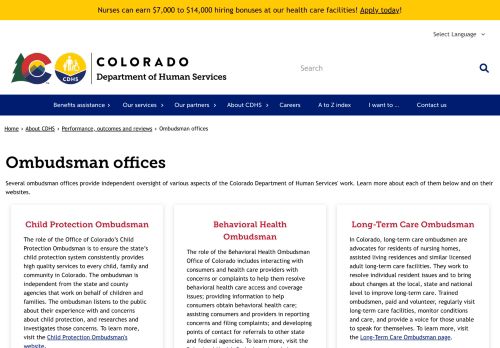 Nurses can earn $7,000 to $14,000 hiring bonuses at our health care facilities! Apply today!
Select Language
COLORADO
Department of Human Services
CDHS
Search
Benefits assistance › Our services › Our partners › About CDHS › Careers A to Z index I want to ... Contact us
Home › About CDHS › Performance, outcomes and reviews › Ombudsman offices
Ombudsman offices
Several ombudsman offices provide independent oversight of various aspects of the Colorado Department of Human Services' work. Learn more about each of them below and on their
websites.
Child Protection Ombudsman
The role of the Office of Colorado's Child
Protection Ombudsman is to ensure the state's
child protection system consistently provides
high quality services to every child, family and
community in Colorado. The ombudsman is
independent from the state and county
agencies that work on behalf of children and
families. The ombudsman listens to the public
about their experience with and concerns
about child protection, and researches and
investigates those concerns. To learn more,
visit the Child Protection Ombudsman's
website.
Behavioral Health
Ombudsman
The role of the Behavioral Health Ombudsman
Office of Colorado includes interacting with
consumers and health care providers with
concerns or complaints to help them resolve
behavioral health care access and coverage
issues; providing information to help
consumers obtain behavioral health care;
assisting consumers and providers in reporting
concerns and filing complaints; and developing
points of contact for referrals to other state
and federal agencies. To learn more, visit the
Long-Term Care Ombudsman
In Colorado, long-term care ombudsman are
advocates for residents of nursing homes,
assisted living residences and similar licensed
adult long-term care facilities. They work to
resolve individual resident issues and to bring
about changes at the local, state and national
level to improve long-term care. Trained
ombudsmen, paid and volunteer, regularly visit
long-term care facilities, monitor conditions
and care, and provide a voice for those unable
to speak for themselves. To learn more, visit
the Long-Term Care Ombudsman page.